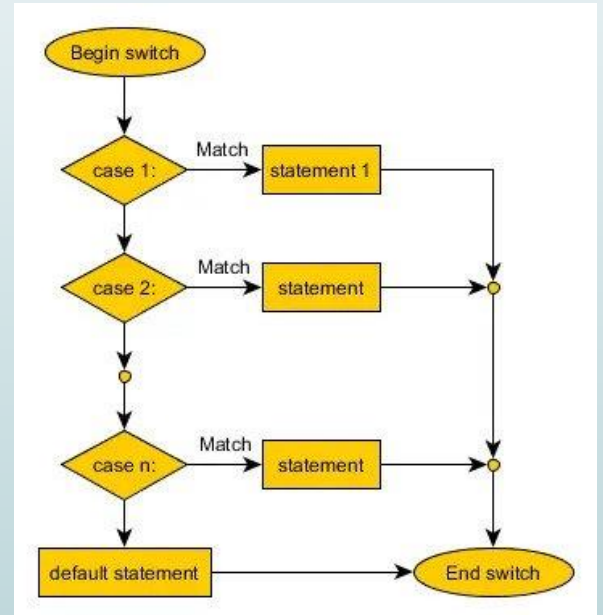 Begin switch
Match
case 1:
statement 1
Match
case 2:
statement
Match
case n:
statement
default statement
End switch